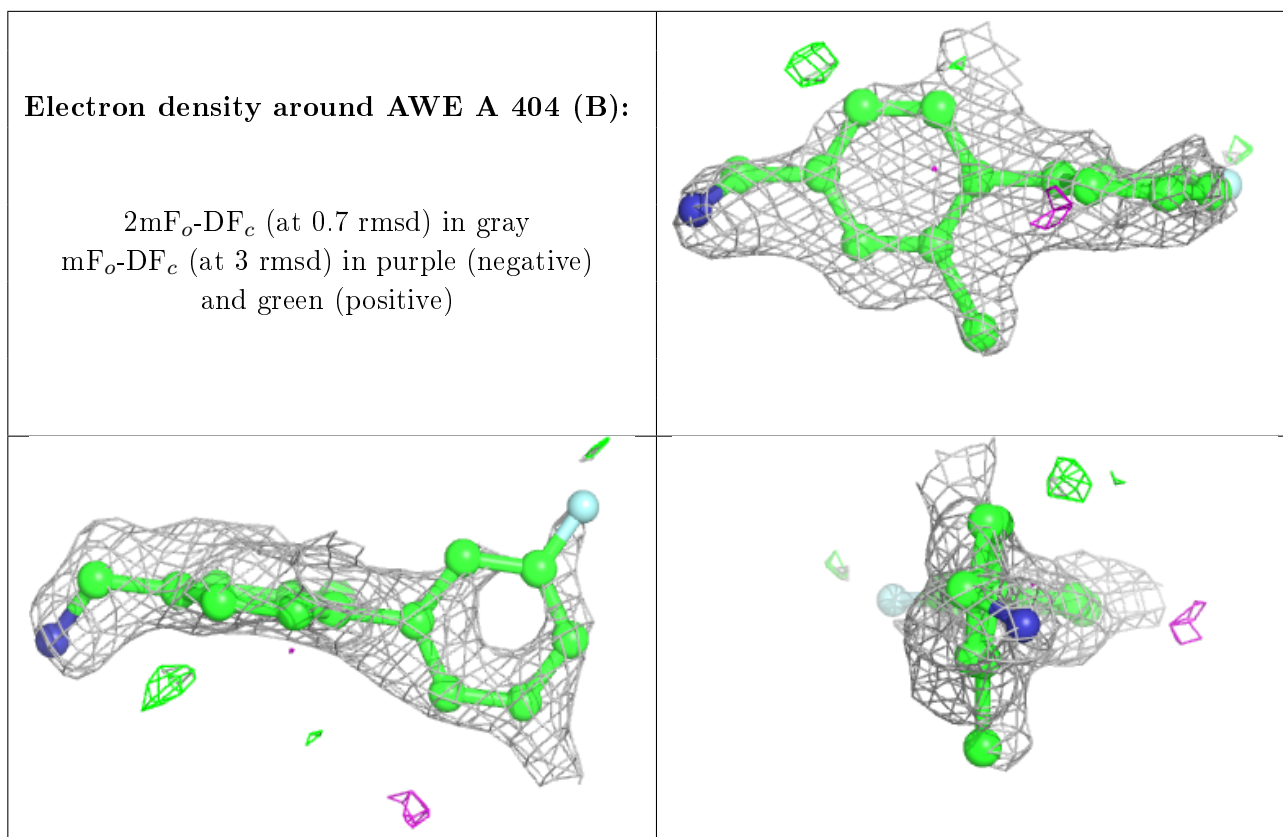 Electron density around AWE A 404 (B):
2mFₒ-DF𝒸 (at 0.7 rmsd) in gray
mFₒ-DF𝒸 (at 3 rmsd) in purple (negative)
and green (positive)